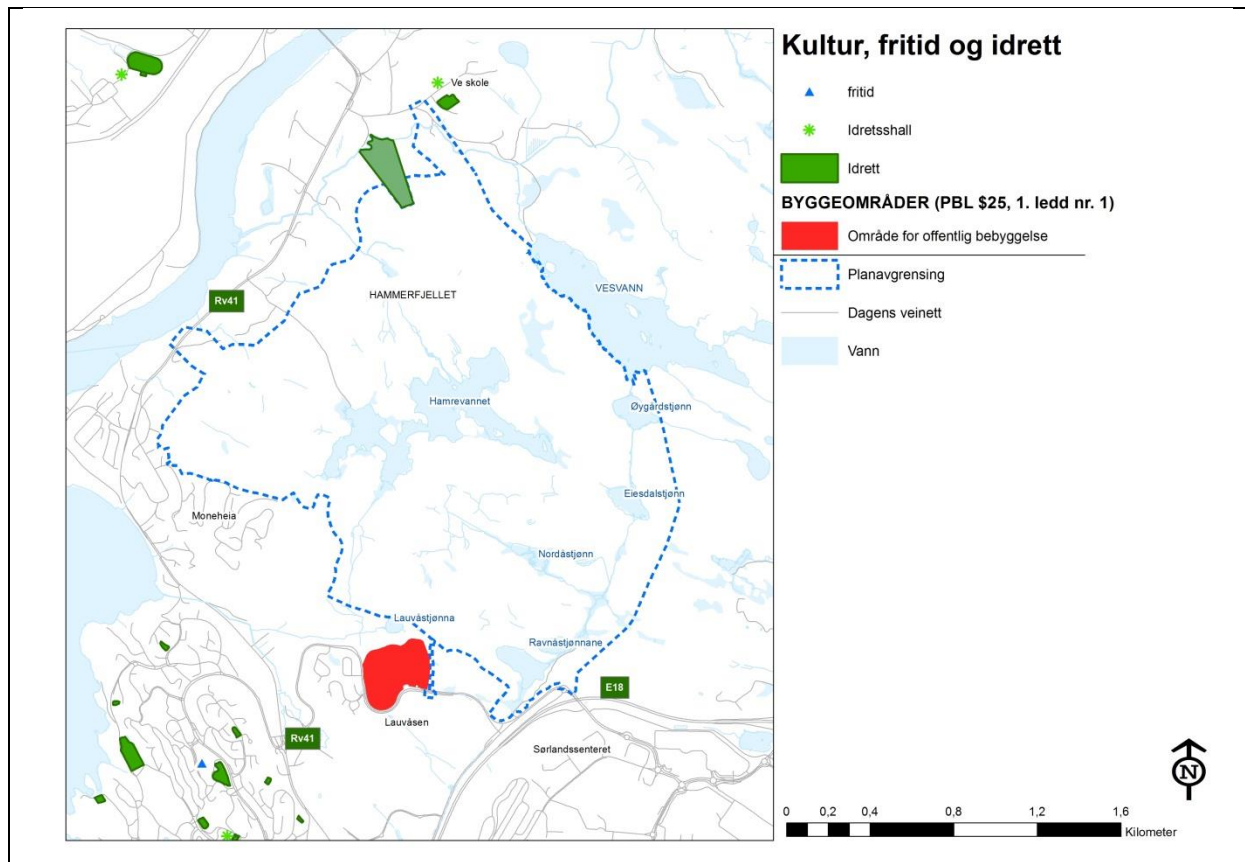 Kultur, fritid og idrett
fritid
Idretsshall
Idrett
BYGGEOMRÅDER (PBL $25, 1. ledd nr. 1)
Område for offentlig bebyggelse
Planavgrensing
Dagens veinett
Vann
Ve skole
VESVANN
Rv41
HAMMERFJELLET
Hamrevannet
Øygårdstjønn
Eiesdalstjønn
Moneheia
Nordåstjønn
Lauvåstjønna
Ravnåstjønnane
E18
Lauvåsen
Rv41
Sørlandssenteret
N
0 0,2 0,4 0,8 1,2 1,6
Kilometer